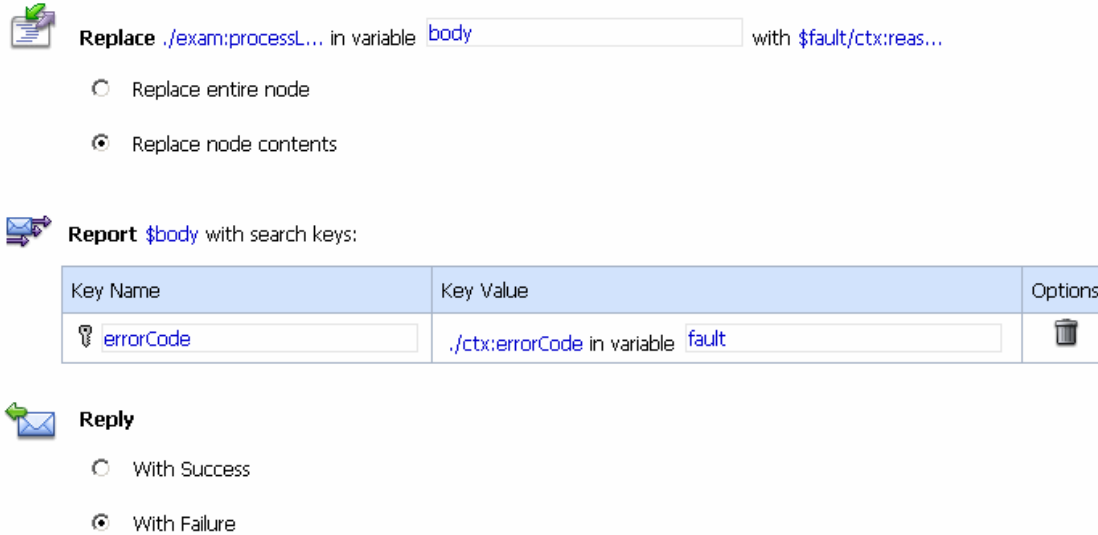 Replace ./exam:processL... in variable body with $fault/ctx:reas...
Replace entire node
Replace node contents
Report $body with search keys:
Key Name Key Value Options
errorCode ./ctx:errorCode in variable fault
Reply
With Success
With Failure